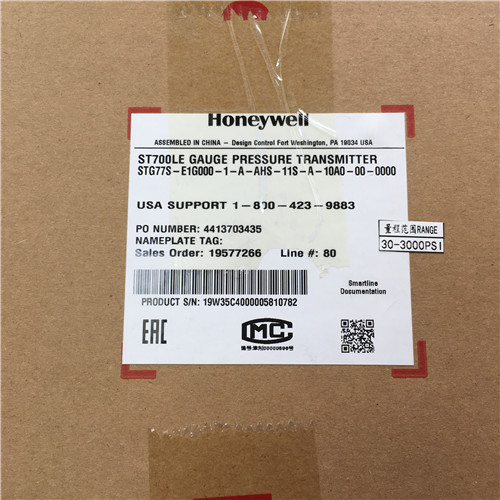 Honeywell
ASSEMBLED IN CHINA - Design Control Fort Washington, PA 19034 USA
ST700LE GAUGE PRESSURE TRANSMITTER
STG77S-E1G000-1-A-AHS-11S-A-10A0-00-0000
USA SUPPORT 1-800-423-9883
PO NUMBER: 4413703435
NAMEPLATE TAG:
Sales Order: 19577266 Line #: 80
量程范围RANGE
30-3000PSI
PRODUCT S/N: 19W35C4000005810782
Smartline
Documentation
EAC
MC